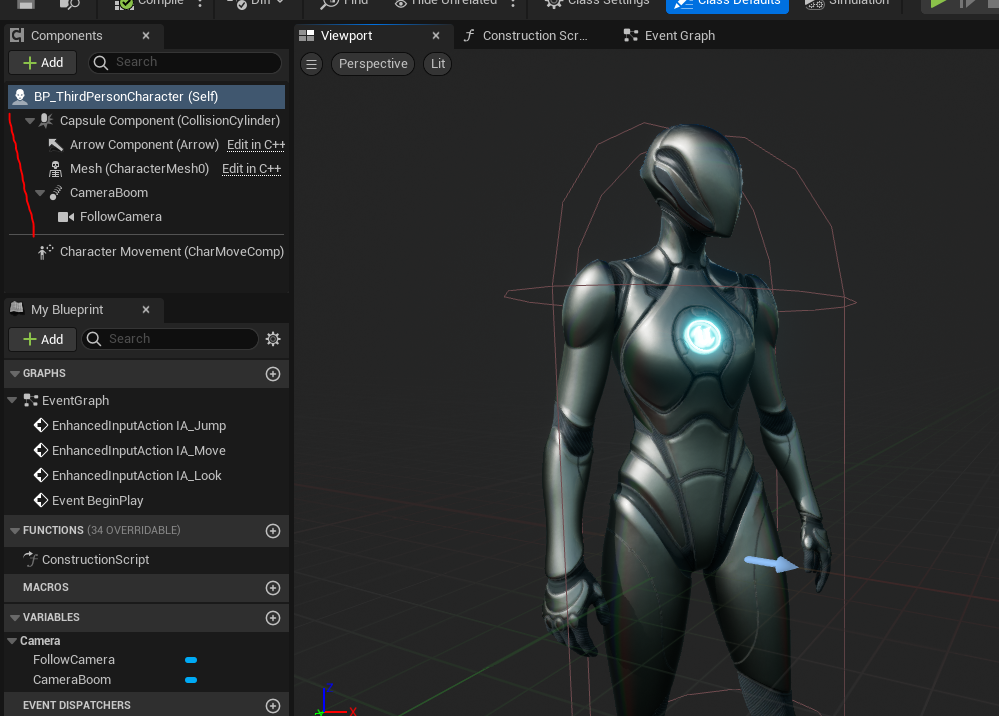 Compile
Diff
Find
Hide Unrelated
Class Settings
Class Defaults
Simulation
Components
Viewport
Construction Scr...
Event Graph
Add
Search
Perspective
Lit
BP_ThirdPersonCharacter (Self)
Capsule Component (CollisionCylinder)
Arrow Component (Arrow) Edit in C++
Mesh (CharacterMesh0) Edit in C++
CameraBoom
FollowCamera
Character Movement (CharMoveComp)
My Blueprint
Add
Search
GRAPHS
EventGraph
EnhancedInputAction IA_Jump
EnhancedInputAction IA_Move
EnhancedInputAction IA_Look
Event BeginPlay
FUNCTIONS (34 OVERRIDABLE)
ConstructionScript
MACROS
VARIABLES
Camera
FollowCamera
CameraBoom
EVENT DISPATCHERS
X